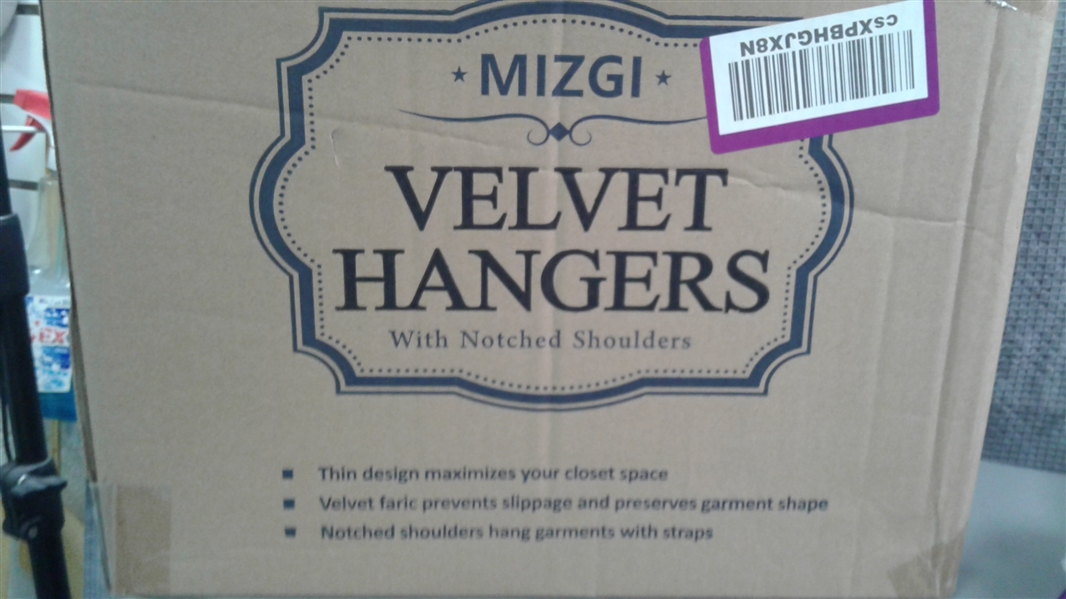 MIZGI
csXPBHGJX8N
VELVET
HANGERS
With Notched Shoulders
Thin design maximizes your closet space
Velvet faric prevents slippage and preserves garment shape
Notched shoulders hang garments with straps